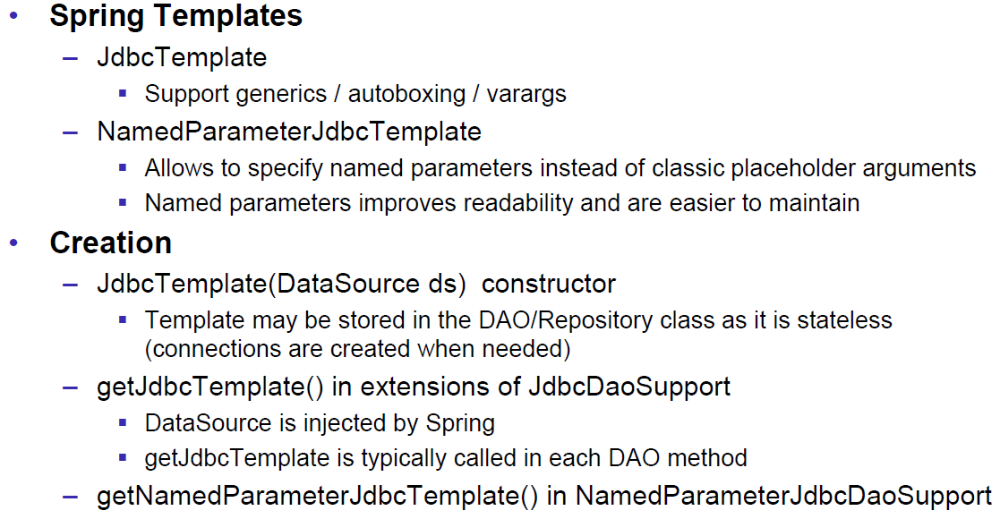 • Spring Templates
– JdbcTemplate
▪ Support generics / autoboxing / varargs
– NamedParameterJdbcTemplate
▪ Allows to specify named parameters instead of classic placeholder arguments
▪ Named parameters improves readability and are easier to maintain
• Creation
– JdbcTemplate(DataSource ds) constructor
▪ Template may be stored in the DAO/Repository class as it is stateless
(connections are created when needed)
– getJdbcTemplate() in extensions of JdbcDaoSupport
▪ DataSource is injected by Spring
▪ getJdbcTemplate is typically called in each DAO method
– getNamedParameterJdbcTemplate() in NamedParameterJdbcDaoSupport